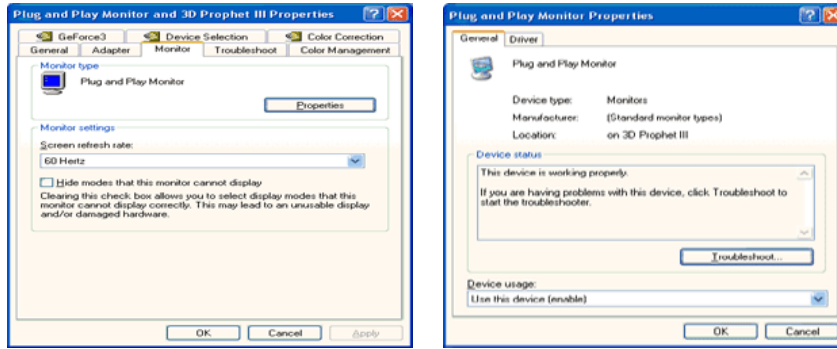 Plug and Play Monitor and 3D Prophet III Properties
GeForce3 Device Selection Color Correction
General Adapter Monitor Troubleshoot Color Management
Monitor type
Plug and Play Monitor
Properties
Monitor settings
Screen refresh rate:
60 Hertz
Hide modes that this monitor cannot display
Clearing this check box allows you to select display modes that this
monitor cannot display correctly. This may lead to an unusable display
and/or damaged hardware.
OK Cancel Apply
Plug and Play Monitor Properties
General Driver
Plug and Play Monitor
Device type: Monitors
Manufacturer: (Standard monitor types)
Location: on 3D Prophet III
Device status
This device is working properly.
If you are having problems with this device, click Troubleshoot to
start the troubleshooter.
Troubleshoot...
Device usage:
Use this device (enable)
OK Cancel